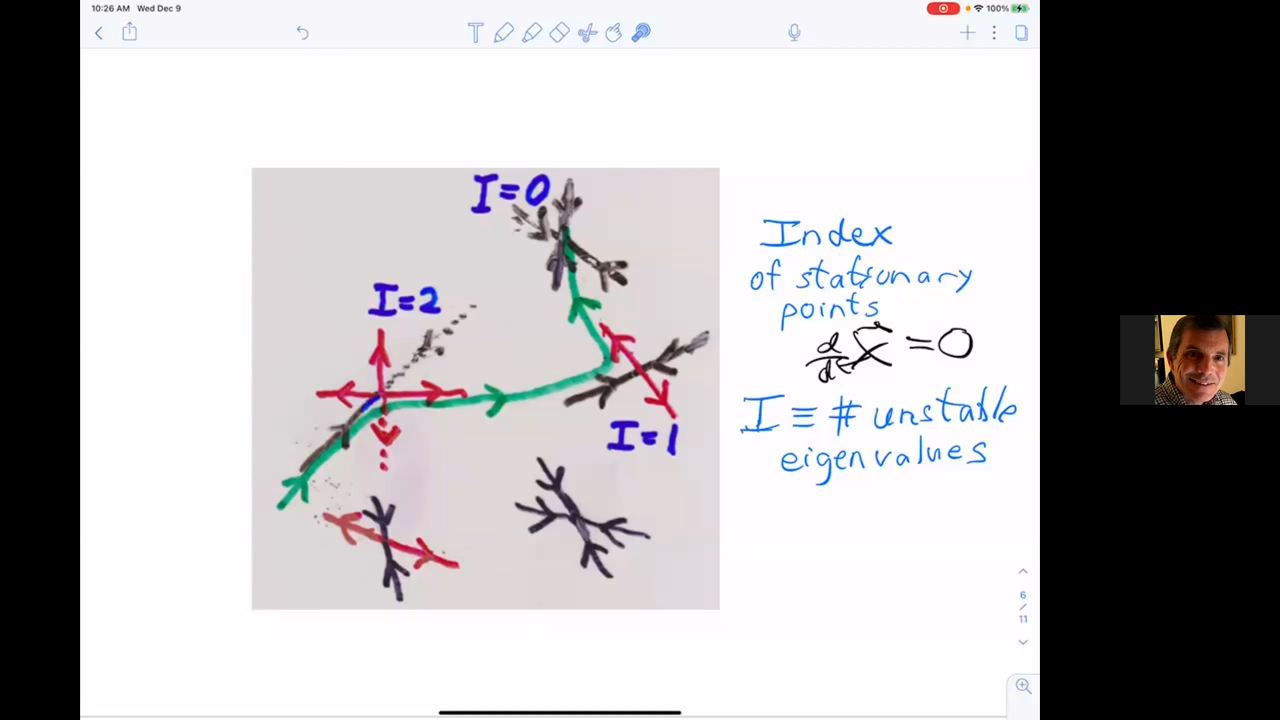 10:26 AM Wed Dec 9
100%
T
I=0
I=2
I=1
Index
of stationary
points
d/dt x⃗ = 0
I ≡ # unstable
eigenvalues
6
/
11